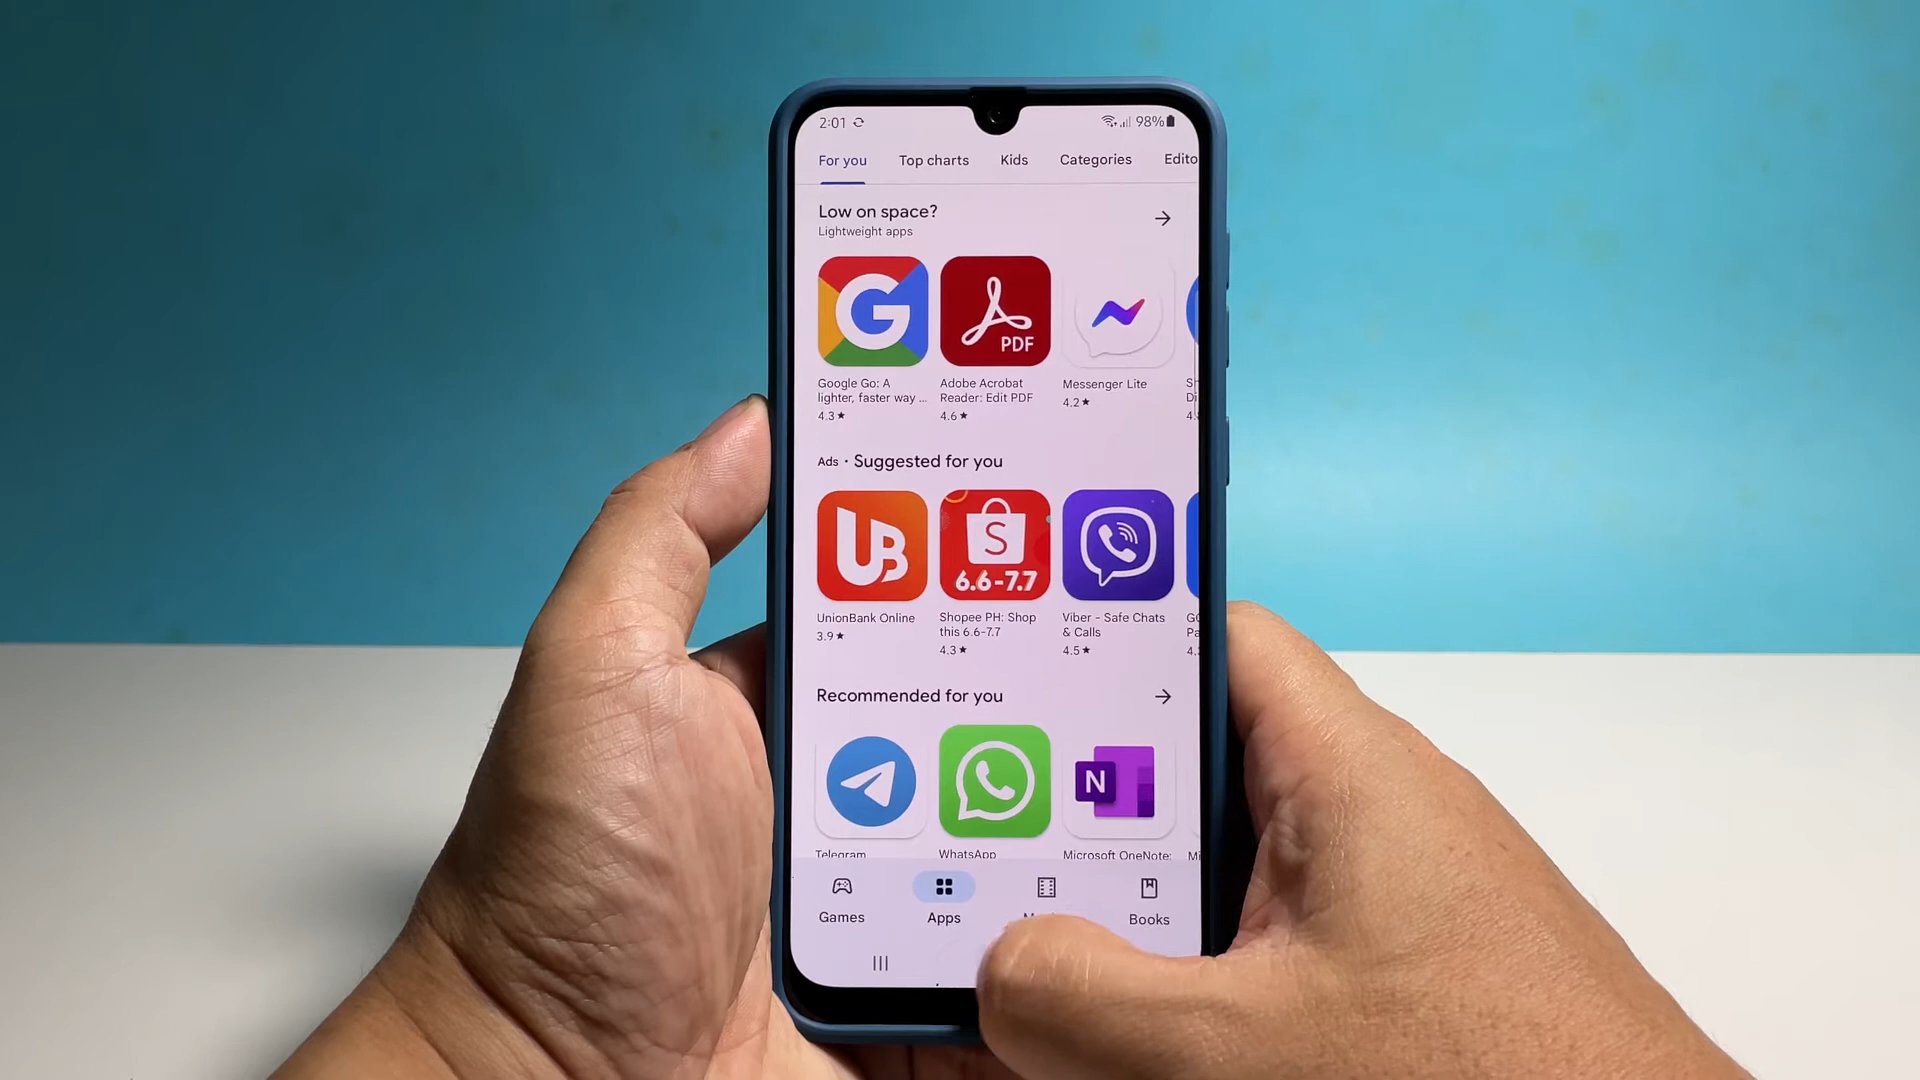 2:01 98%
For you Top charts Kids Categories Edito
Low on space?
Lightweight apps
G
PDF
Google Go: A
lighter, faster way ...
4.3★
Adobe Acrobat
Reader: Edit PDF
4.6★
Messenger Lite
4.2★
Ads · Suggested for you
UB
S
6.6-7.7
UnionBank Online
3.9★
Shopee PH: Shop
this 6.6-7.7
4.3★
Viber - Safe Chats
& Calls
4.5★
Recommended for you
N
Telegram
WhatsApp
Microsoft OneNote:
Games Apps Books